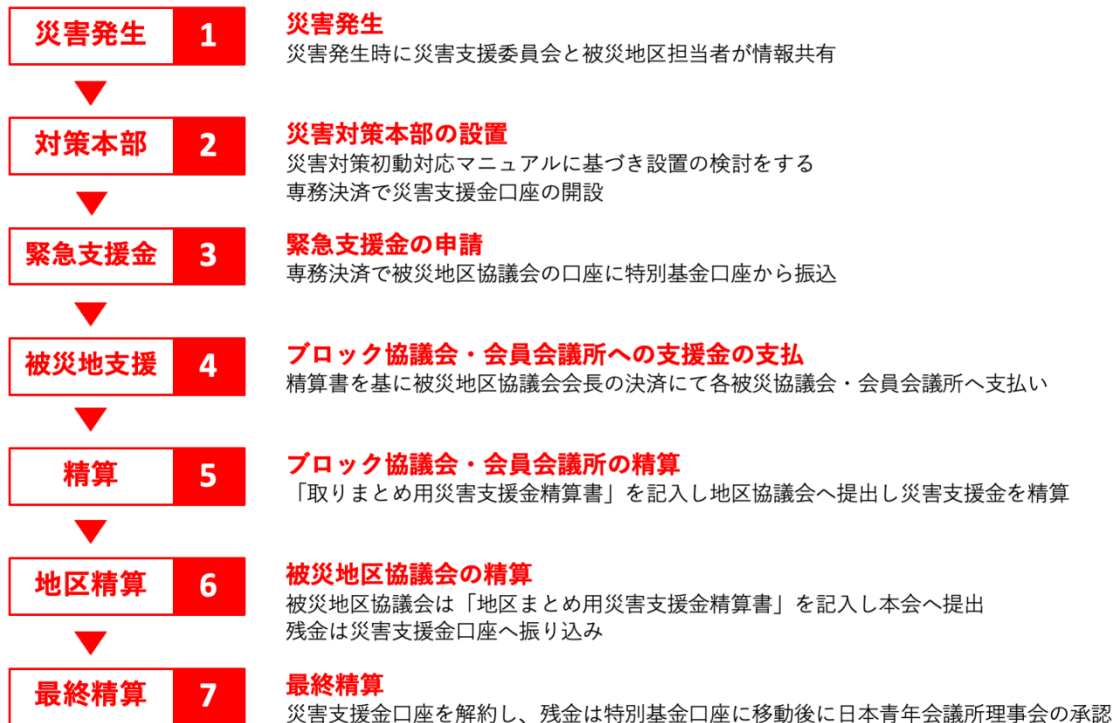 災害発生 1
災害発生
災害発生時に災害支援委員会と被災地区担当者が情報共有
対策本部 2
災害対策本部の設置
災害対策初動対応マニュアルに基づき設置の検討をする
専務決済で災害支援金口座の開設
緊急支援金 3
緊急支援金の申請
専務決済で被災地区協議会の口座に特別基金口座から振込
被災地支援 4
ブロック協議会・会員会議所への支援金の支払
精算書を基に被災地区協議会会長の決済にて各被災協議会・会員会議所へ支払い
精算 5
ブロック協議会・会員会議所の精算
「取りまとめ用災害支援金精算書」を記入し地区協議会へ提出し災害支援金を精算
地区精算 6
被災地区協議会の精算
被災地区協議会は「地区まとめ用災害支援金精算書」を記入し本会へ提出
残金は災害支援金口座へ振り込み
最終精算 7
最終精算
災害支援金口座を解約し、残金は特別基金口座に移動後に日本青年会議所理事会の承認